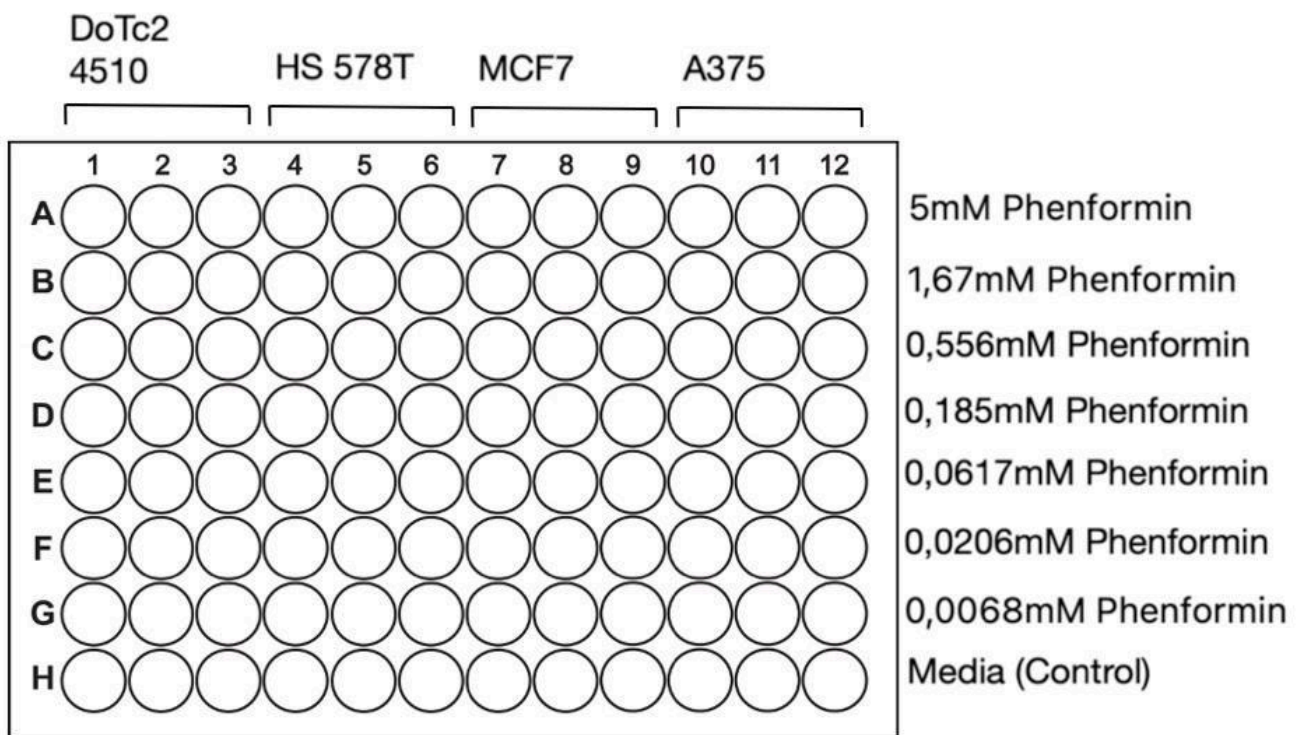 DoTc2
4510
HS 578T
MCF7
A375
1 2 3 4 5 6 7 8 9 10 11 12
A 5mM Phenformin
B 1,67mM Phenformin
C 0,556mM Phenformin
D 0,185mM Phenformin
E 0,0617mM Phenformin
F 0,0206mM Phenformin
G 0,0068mM Phenformin
H Media (Control)